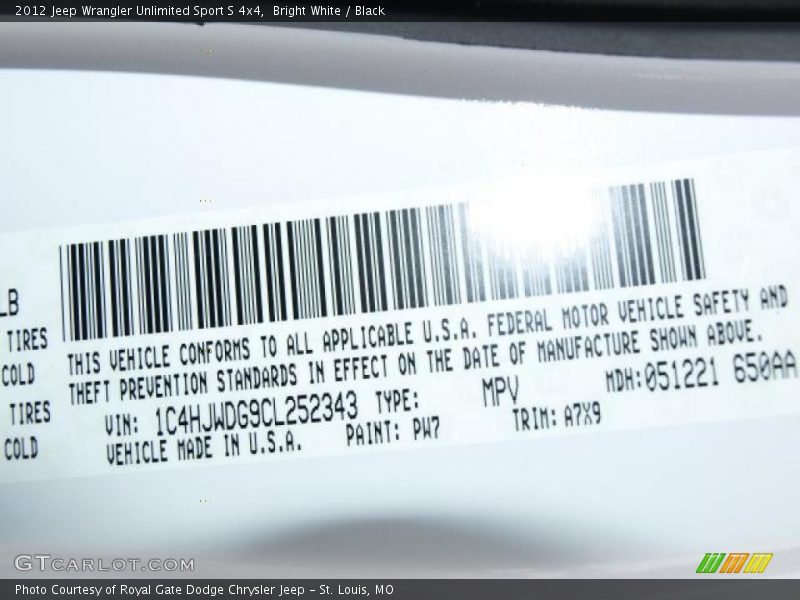 2012 Jeep Wrangler Unlimited Sport S 4x4,  Bright White / Black
LB
TIRES
COLD
TIRES
COLD
THIS VEHICLE CONFORMS TO ALL APPLICABLE U.S.A. FEDERAL MOTOR VEHICLE SAFETY AND
THEFT PREVENTION STANDARDS IN EFFECT ON THE DATE OF MANUFACTURE SHOWN ABOVE.
VIN: 1C4HJWDG9CL252343 TYPE: MPV MDH:051221 650AA
VEHICLE MADE IN U.S.A. PAINT: PW7 TRIM: A7X9
GTCARLOT.COM
Photo Courtesy of Royal Gate Dodge Chrysler Jeep - St. Louis, MO